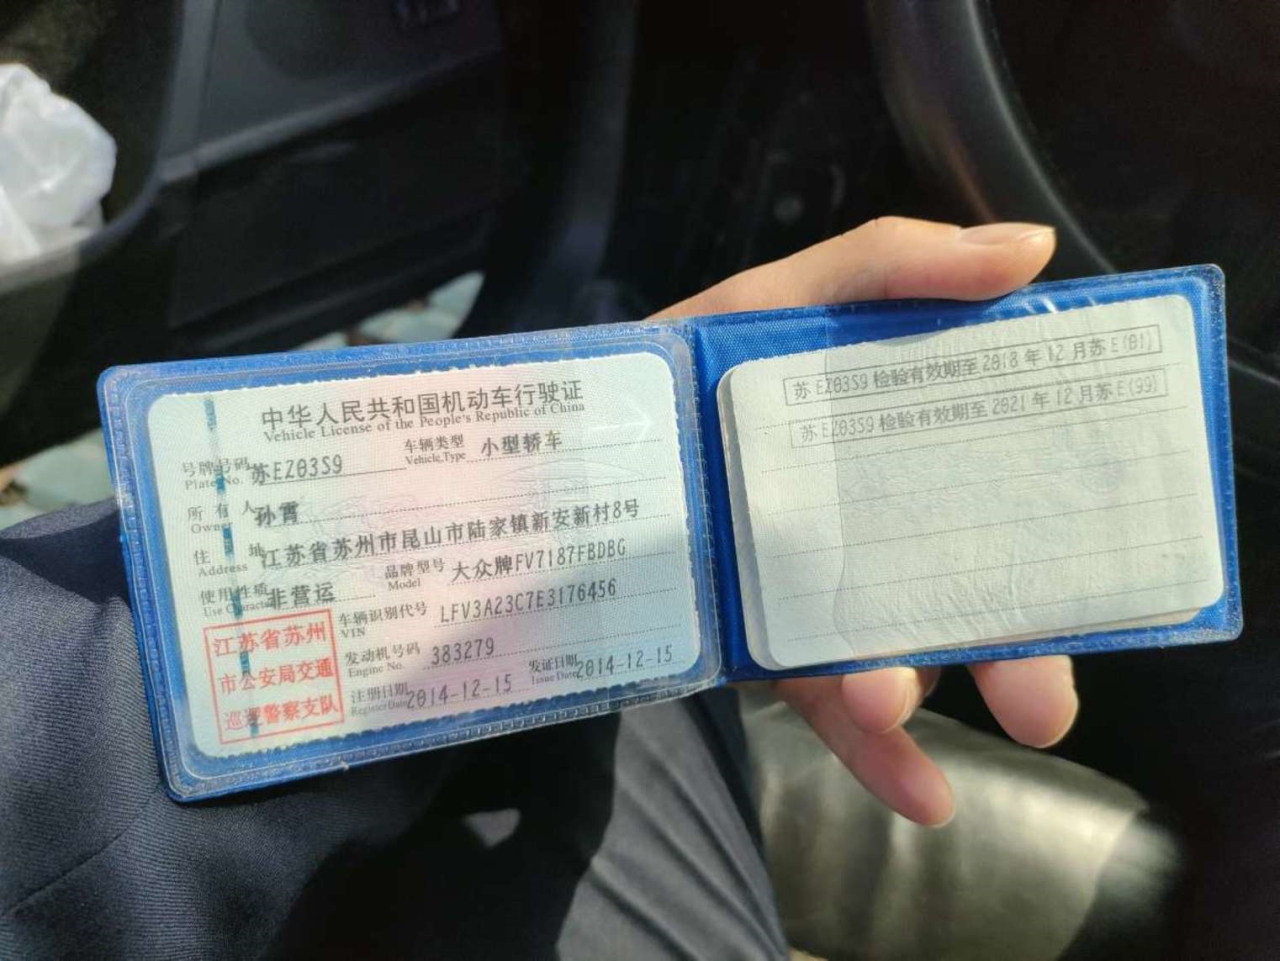 中华人民共和国机动车行驶证
Vehicle License of the People's Republic of China
号牌号码 苏EZ03S9 车辆类型 小型轿车
Plate No. Vehicle Type
所有人 孙霄
Owner
住址 江苏省苏州市昆山市陆家镇新安新村8号
Address
使用性质 非营运 品牌型号 大众牌FV7187FBDBG
Use Character Model
江苏省苏州
市公安局交通
巡逻警察支队
车辆识别代号 LFV3A23C7E3176456
VIN
发动机号码 383279
Engine No.
注册日期 2014-12-15 发证日期 2014-12-15
Register Date Issue Date
苏EZ03S9检验有效期至2018年12月苏E(01)
苏EZ03S9检验有效期至2021年12月苏E(99)